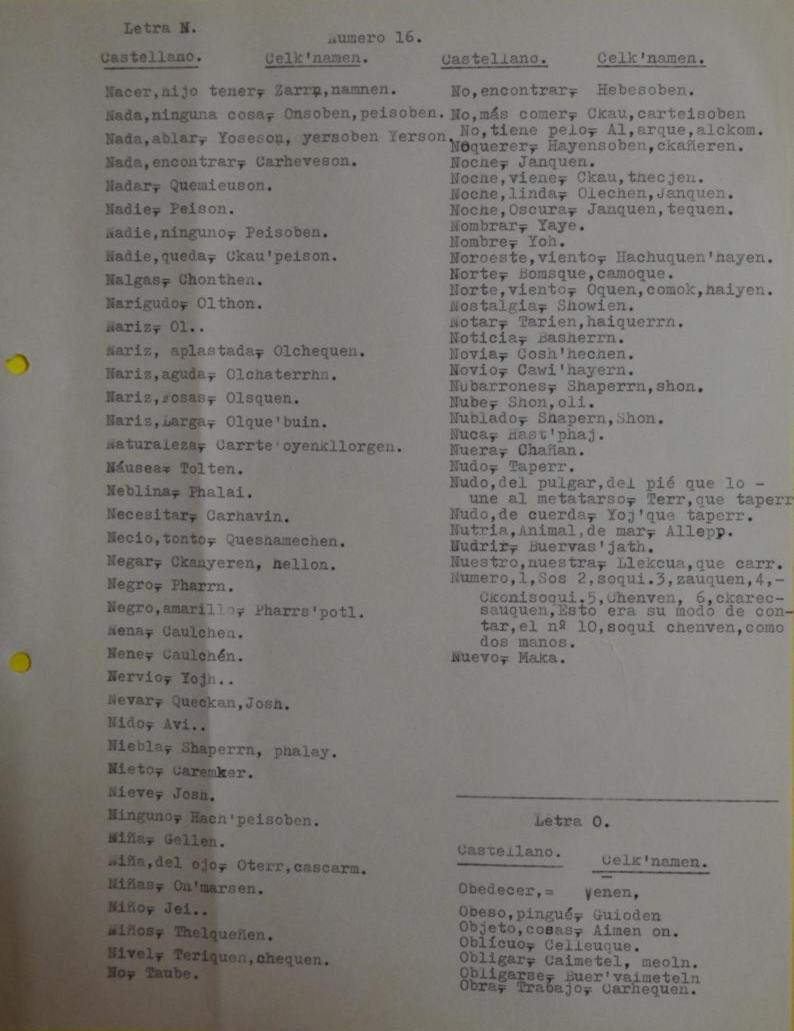 Letra N.
Numero 16.
Castellano. Celk'namen.
Nacer,hijo tener= Zarrp,namnen.
Nada,ninguna cosa= Onsoben,peisoben.
Nada,ablar= Yoseson, yersoben Yerson.
Nada,encontrar= Carheveson.
Nadar= Quemieuson.
Nadie= Peison.
Nadie,ninguno= Peisoben.
Nadie,queda= Ckau'peison.
Nalgas= Chonthen.
Narigudo= Olthon.
Nariz= Ol..
Nariz, aplastada= Olchequen.
Nariz,aguda= Olchaterrhn.
Nariz,fosas= Olsquen.
Nariz,Larga= Olque'buin.
Naturaleza= Carrte'oyenkllorgen.
Náusea= Tolten.
Neblina= Phalai.
Necesitar= Carhavin.
Necio,tonto= Queshamechen.
Negar= Ckanyeren, hellon.
Negro= Pharrn.
Negro,amarillo= Pharrs'potl.
Nena= Caulchen.
Nene= Caulchén.
Nervio= Yojh..
Nevar= Queckan,Josh.
Nido= Avi..
Niebla= Shaperrn, phalay.
Nieto= Caremker.
Nieve= Josh.
Ninguno= Hach'peisoben.
Niña= Gellen.
Niña,del ojo= Oterr,cascarm.
Niñas= On'marsen.
Niño= Jei..
Niños= Thelqueñen.
Nivel= Teriquen,chequen.
No= Taube.
Castellano. Celk'namen.
No,encontrar= Hebesoben.
No,más comer= Ckau,carteisoben
No,tiene pelo= Al,arque,alckom.
Noquerer= Hayensoben,ckañeren.
Noche= Janquen.
Noche,viene= Ckau,thecjen.
Noche,linda= Olechen,Janquen.
Noche,Oscura= Janquen,tequen.
Nombrar= Yaye.
Nombre= Yoh.
Noroeste,viento= Hachuquen'hayen.
Norte= Bomsque,camoque.
Norte,viento= Oquen,comok,haiyen.
Nostalgia= Showien.
Notar= Tarien,haiquerrn.
Noticia= Basherrn.
Novia= Cosh'hechen.
Novio= Cawi'hayern.
Nubarrones= Shaperrn,shon.
Nube= Shon,oli.
Nublado= Shapern,Shon.
Nuca= Hast'phaj.
Nuera= Chañan.
Nudo= Taperr.
Nudo,del pulgar,del pié que lo -
une al metatarso= Terr,que taperr
Nudo,de cuerda= Yoj'que taperr.
Nutria,Animal,de mar= Allepp.
Nudrir= Buervas'jath.
Nuestro,nuestra= Llekcua,que carr.
Numero,1,Sos 2,soqui.3,zauquen,4,-
Ckonisoqui.5,Chenven, 6,ckarec-
sauquen,Esto era su modo de con-
tar,el nº 10,soqui chenven,como
dos manos.
Nuevo= Maka.
Letra O.
Castellano. Celk'namen.
Obedecer,= Venen,
Obeso,pingué= Guioden
Objeto,cosas= Aimen on.
Oblícuo= Celleuque.
Obligar= Caimetel, meoln.
Obligarse= Buer'vaimeteln
Obra= Trabajo= Carhequen.